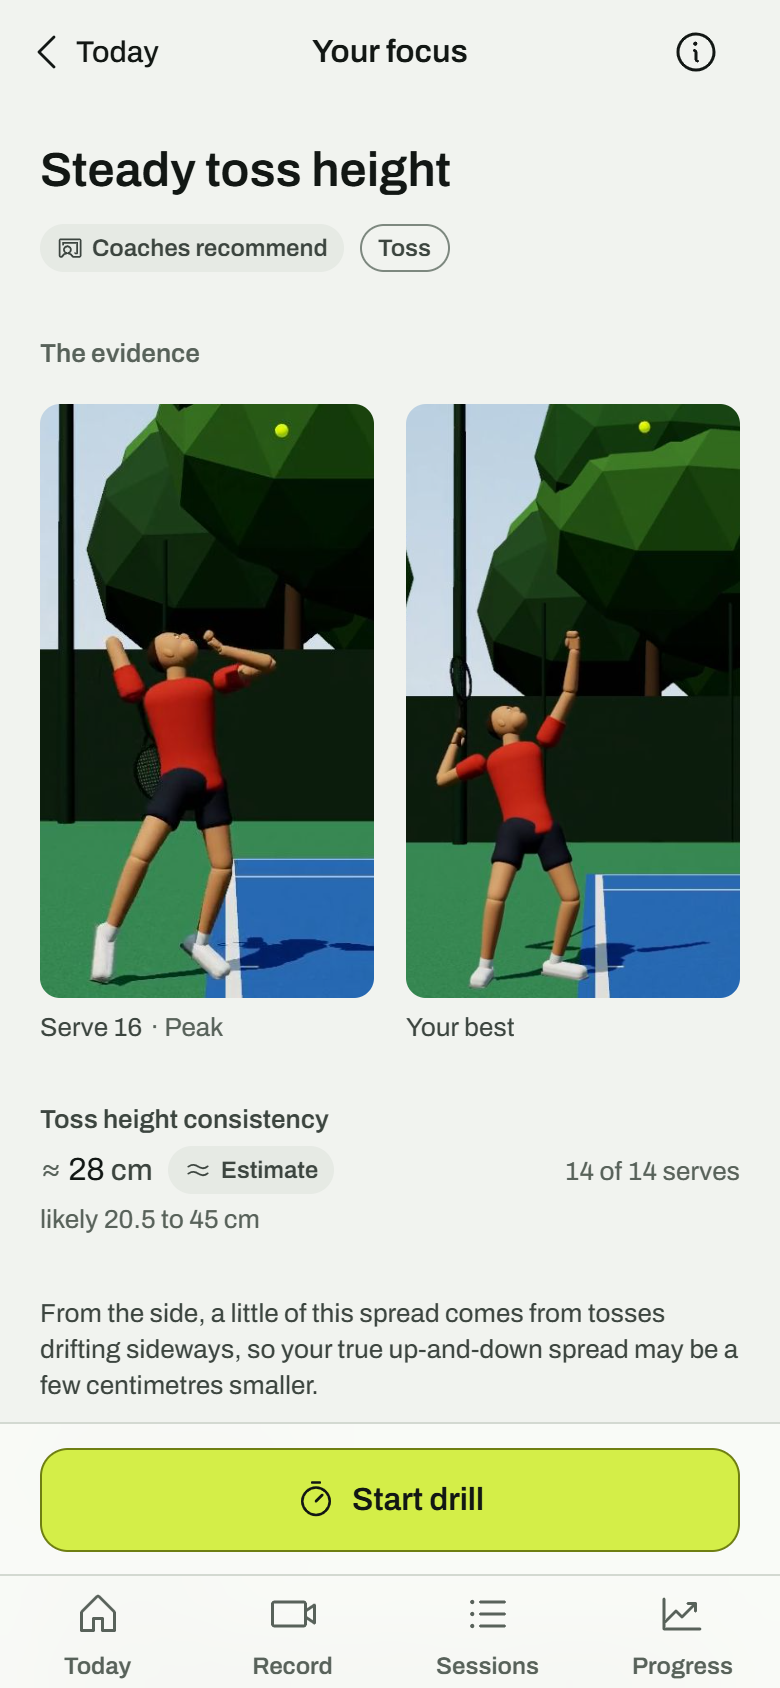 Today
Your focus
Steady toss height
Coaches recommend
Toss
The evidence
Serve 16 · Peak
Your best
Toss height consistency
≈ 28 cm
Estimate
14 of 14 serves
likely 20.5 to 45 cm
From the side, a little of this spread comes from tosses
drifting sideways, so your true up-and-down spread may be a
few centimetres smaller.
Start drill
Today
Record
Sessions
Progress